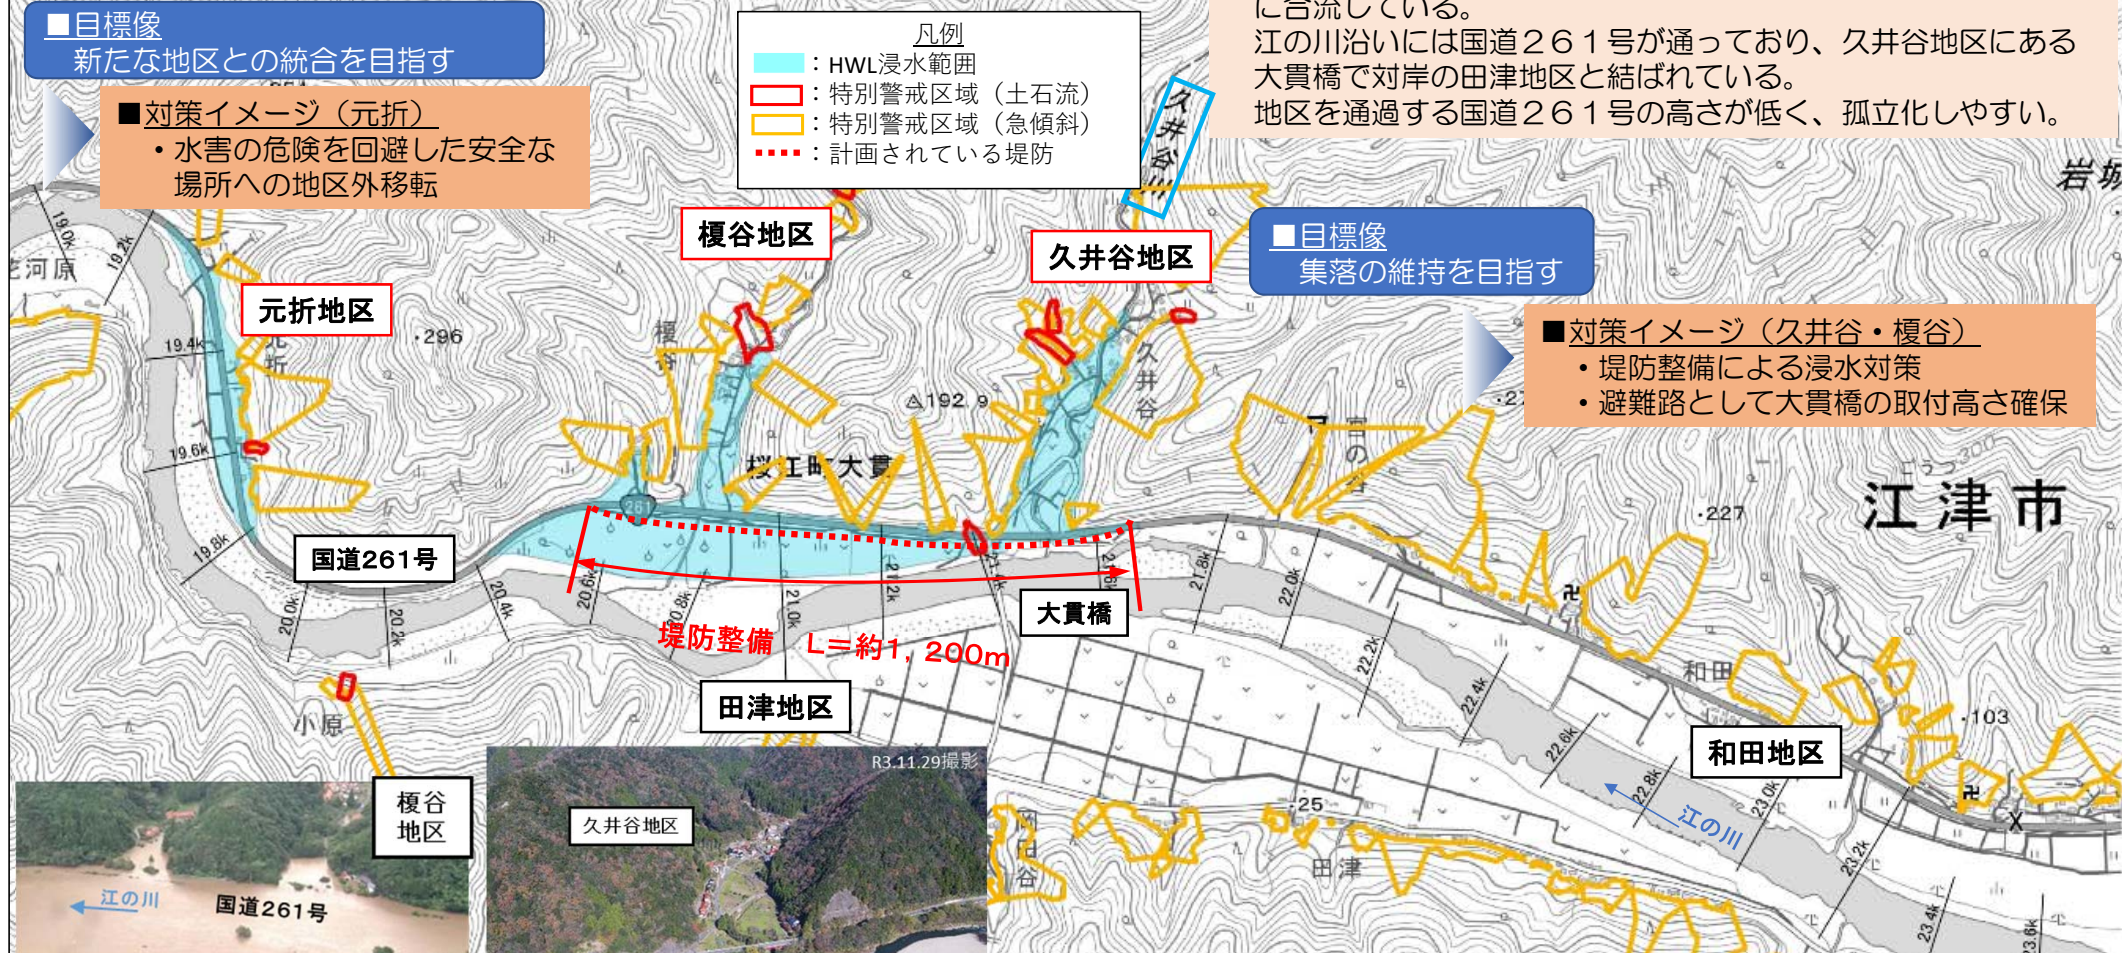 ■目標像
新たな地区との統合を目指す
■対策イメージ（元折）
・水害の危険を回避した安全な
場所への地区外移転
凡例
：HWL浸水範囲
：特別警戒区域（土石流）
：特別警戒区域（急傾斜）
：計画されている堤防
に合流している。
江の川沿いには国道２６１号が通っており、久井谷地区にある
大貫橋で対岸の田津地区と結ばれている。
地区を通過する国道２６１号の高さが低く、孤立化しやすい。
久井谷川
榎谷地区
久井谷地区
元折地区
■目標像
集落の維持を目指す
■対策イメージ（久井谷・榎谷）
・堤防整備による浸水対策
・避難路として大貫橋の取付高さ確保
河原
元折
・296
榎谷
久井谷
△192.9
桜江町大貫
宮の谷
江津市
・227
261
国道261号
大貫橋
堤防整備　L＝約1，200m
田津地区
和田
和田地区
・103
小原
19.0k
19.2k
19.4k
19.6k
19.8k
20.0k
20.2k
20.4k
20.6k
20.8k
21.0k
21.2k
21.4k
21.6k
21.8k
22.0k
22.2k
22.4k
22.6k
22.8k
23.0k
23.2k
23.4k
23.6k
江の川
・25
田津
榎谷
地区
江の川
国道261号
R3.11.29撮影
久井谷地区